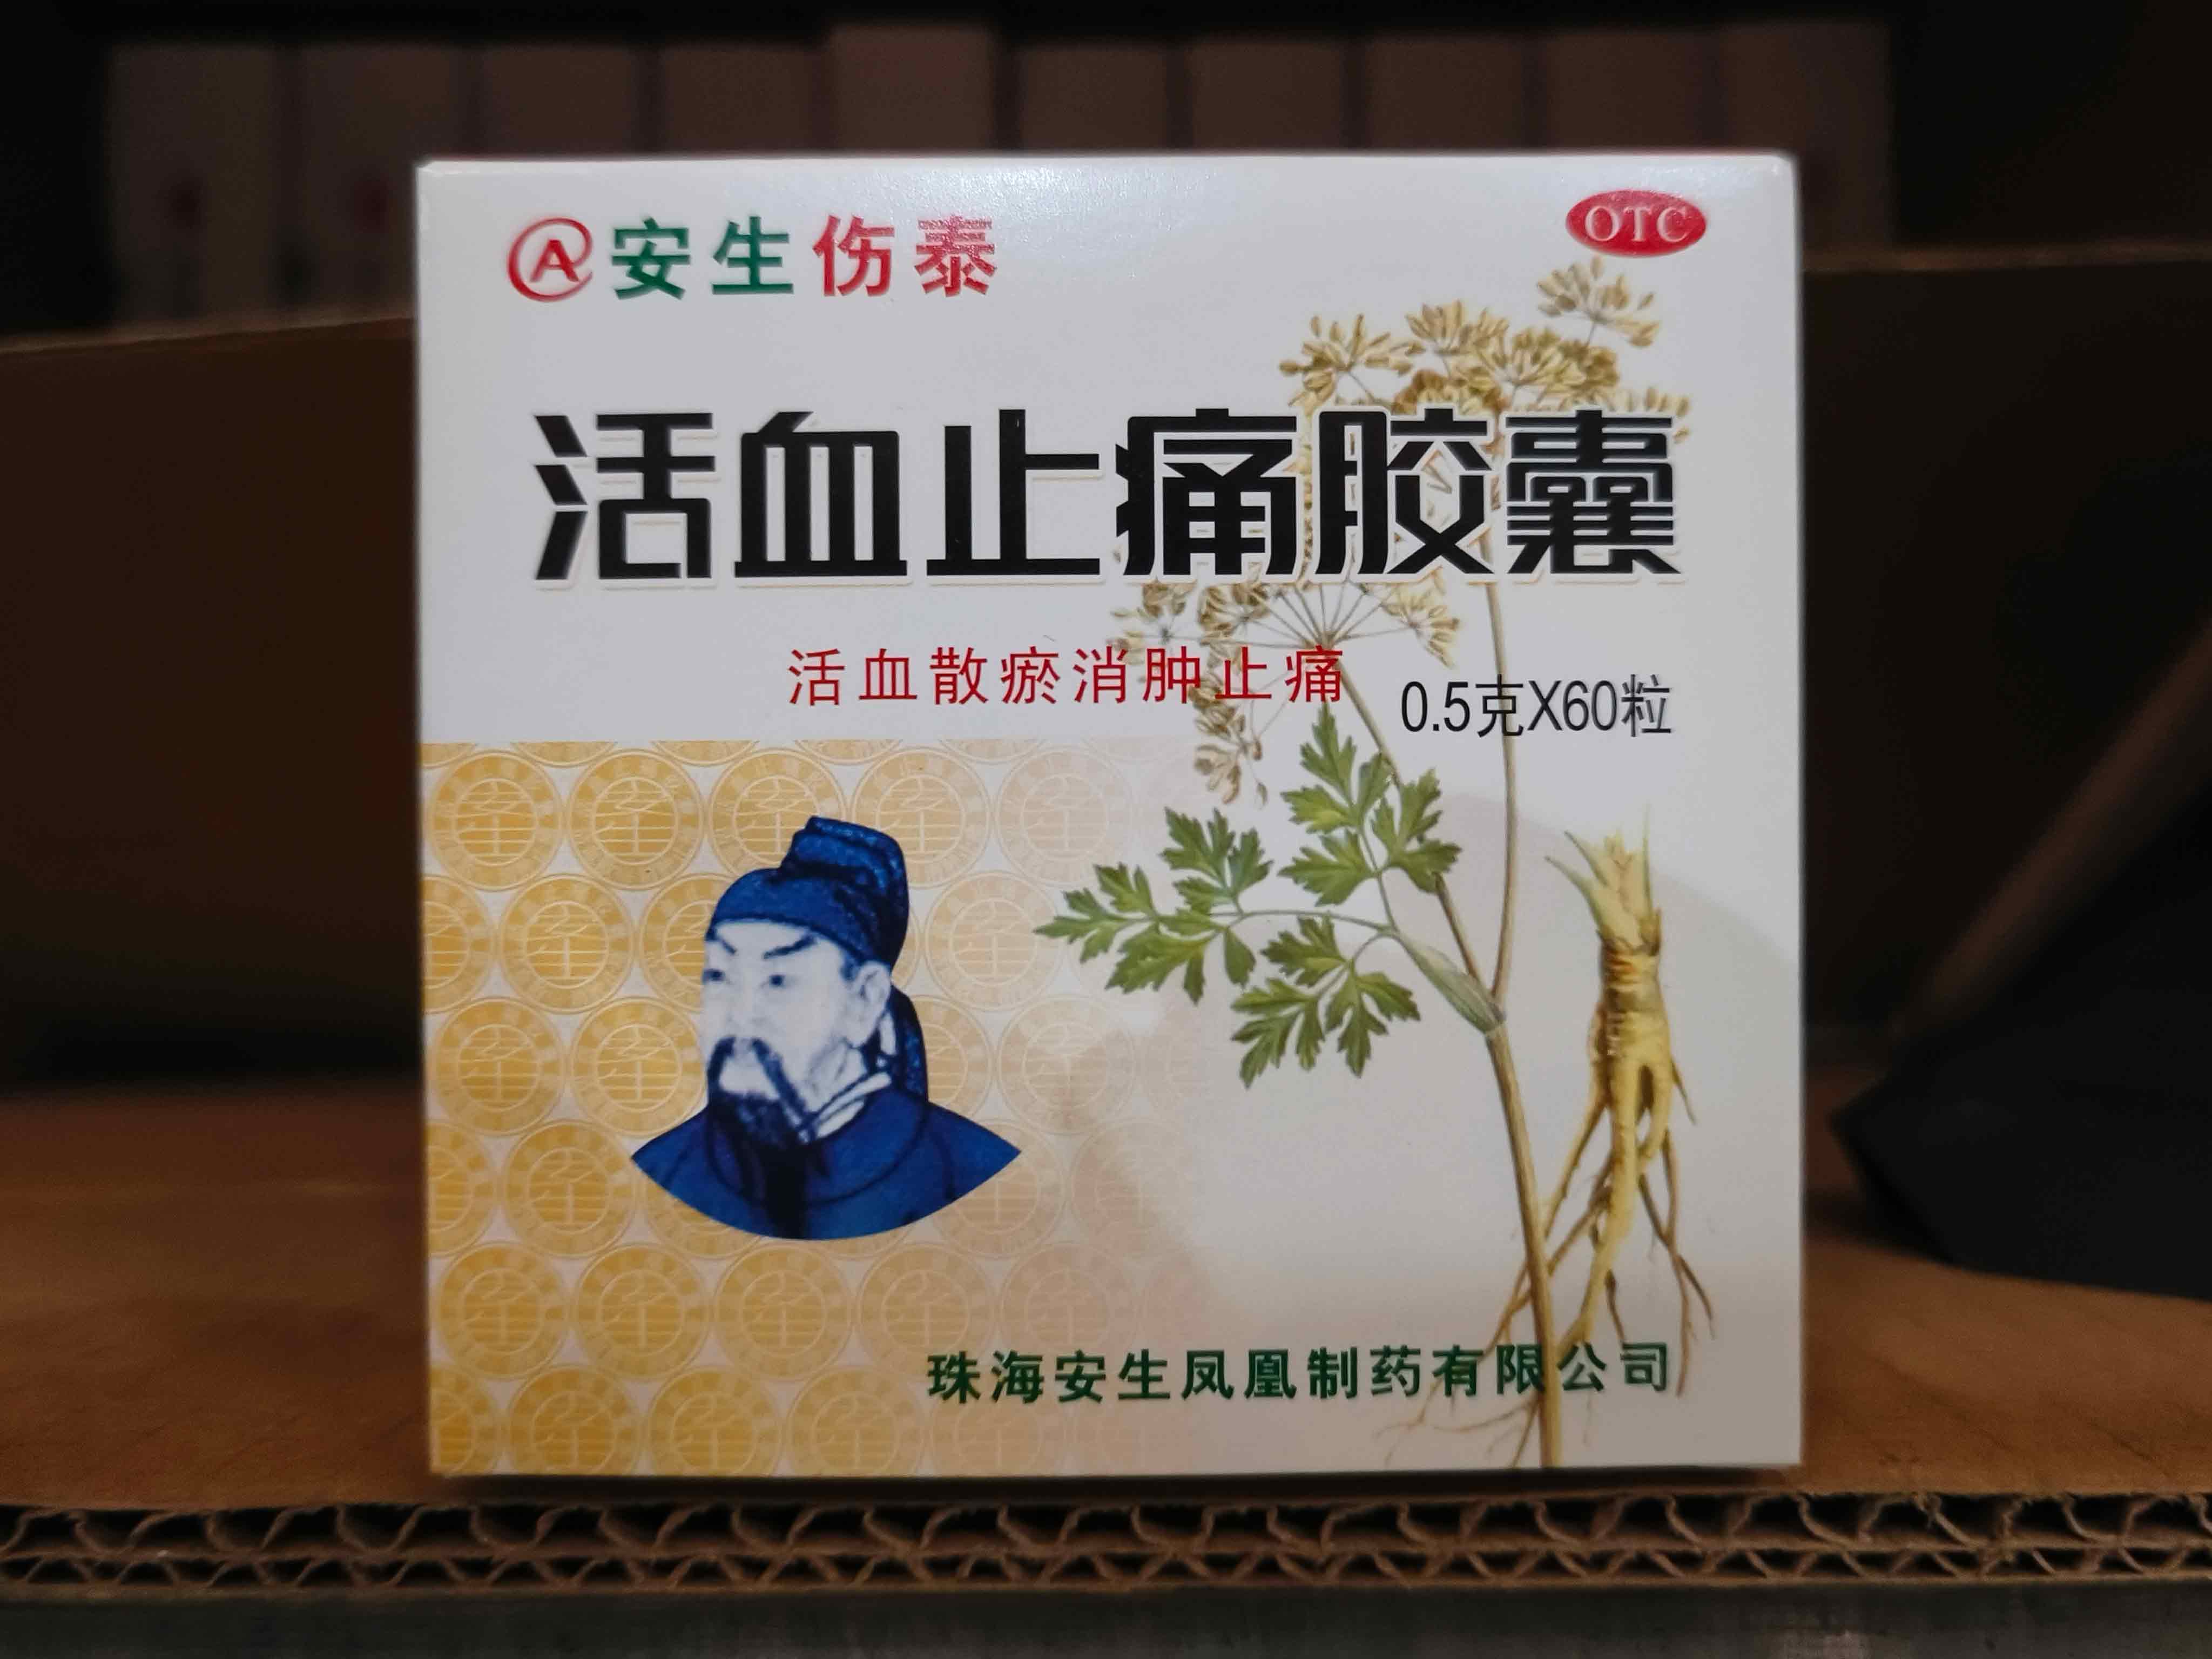 A安生伤泰
OTC
活血止痛胶囊
活血散瘀消肿止痛
0.5克X60粒
珠海安生凤凰制药有限公司